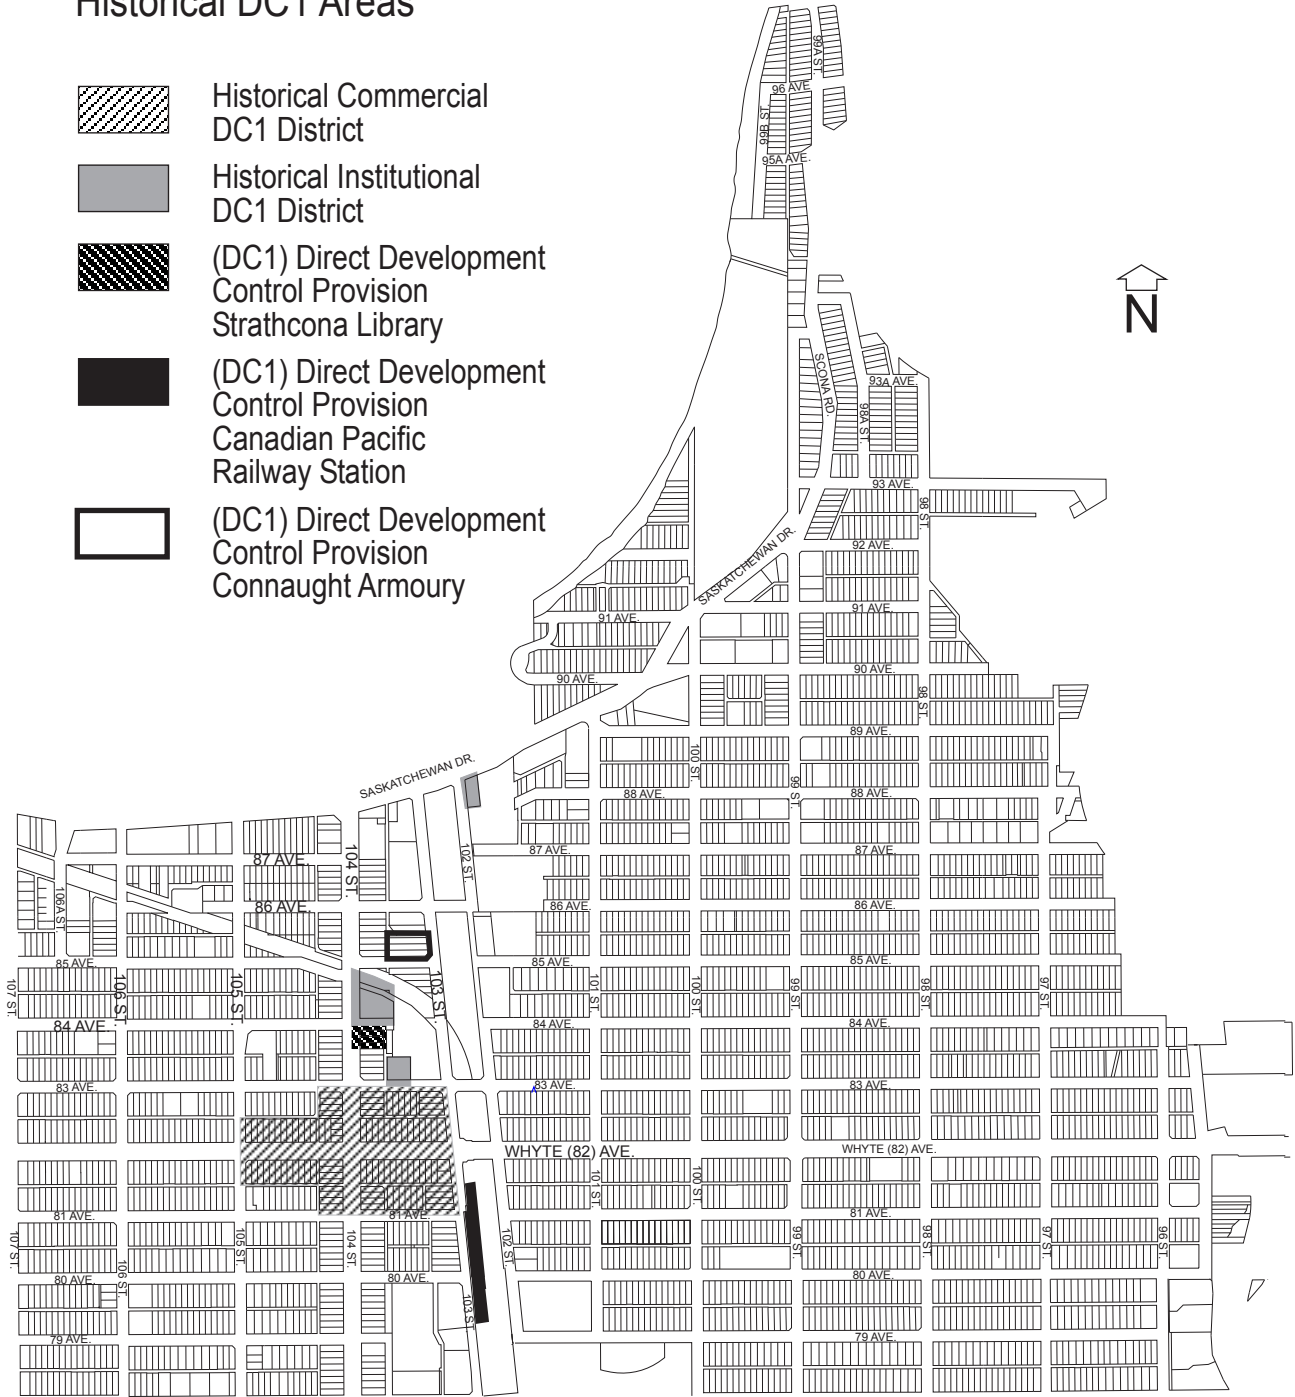 Historical DC1 Areas
Historical Commercial
DC1 District
Historical Institutional
DC1 District
(DC1) Direct Development
Control Provision
Strathcona Library
(DC1) Direct Development
Control Provision
Canadian Pacific
Railway Station
(DC1) Direct Development
Control Provision
Connaught Armoury
N
99A ST.
96 AVE
99B ST.
95A AVE.
SCONA RD.
93A AVE.
98A ST.
93 AVE.
98 ST.
SASKATCHEWAN DR.
92 AVE.
91 AVE.
91 AVE.
90 AVE.
90 AVE.
98 ST.
89 AVE.
100 ST.
SASKATCHEWAN DR.
99 ST.
88 AVE.
88 AVE.
87 AVE.
104 ST.
102 ST.
87 AVE.
87 AVE.
106A ST.
86 AVE.
86 AVE.
86 AVE.
85 AVE.
85 AVE.
85 AVE.
107 ST.
106 ST.
105 ST.
103 ST.
101 ST.
100 ST.
99 ST.
98 ST.
97 ST.
84 AVE.
84 AVE.
84 AVE.
83 AVE.
83 AVE.
83 AVE.
WHYTE (82) AVE.
WHYTE (82) AVE.
101 ST.
100 ST.
81 AVE.
81 AVE.
81 AVE.
107 ST.
105 ST.
104 ST.
102 ST.
99 ST.
98 ST.
97 ST.
96 ST.
80 AVE.
106 ST.
80 AVE.
80 AVE.
103 ST.
79 AVE.
79 AVE.